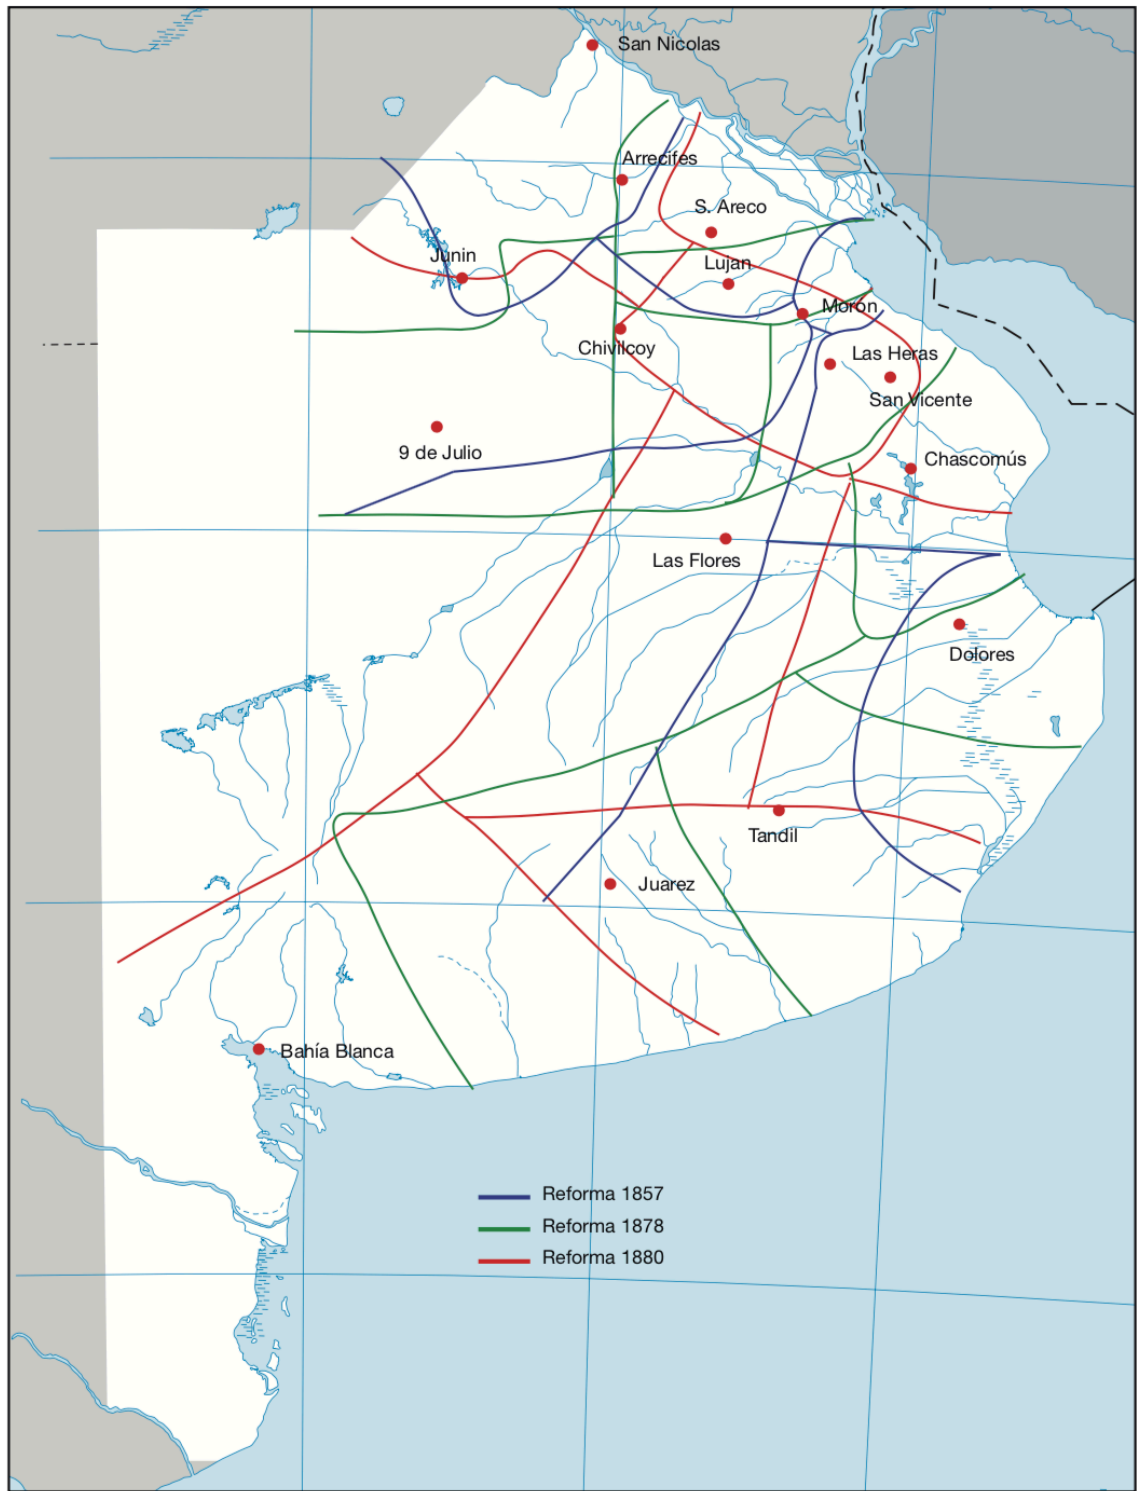 San Nicolas
Arrecifes
S. Areco
Junin
Lujan
Morón
Chivilcoy
Las Heras
San Vicente
9 de Julio
Chascomús
Las Flores
Dolores
Tandil
Juarez
Bahía Blanca
Reforma 1857
Reforma 1878
Reforma 1880